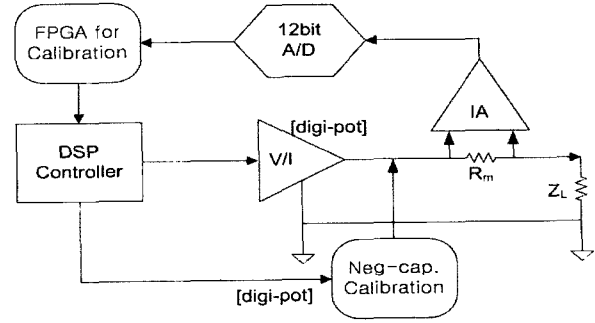 FPGA for
Calibration
12bit
A/D
IA
[digi-pot]
DSP
Controller
V/I
Rm
ZL
Neg-cap.
Calibration
[digi-pot]